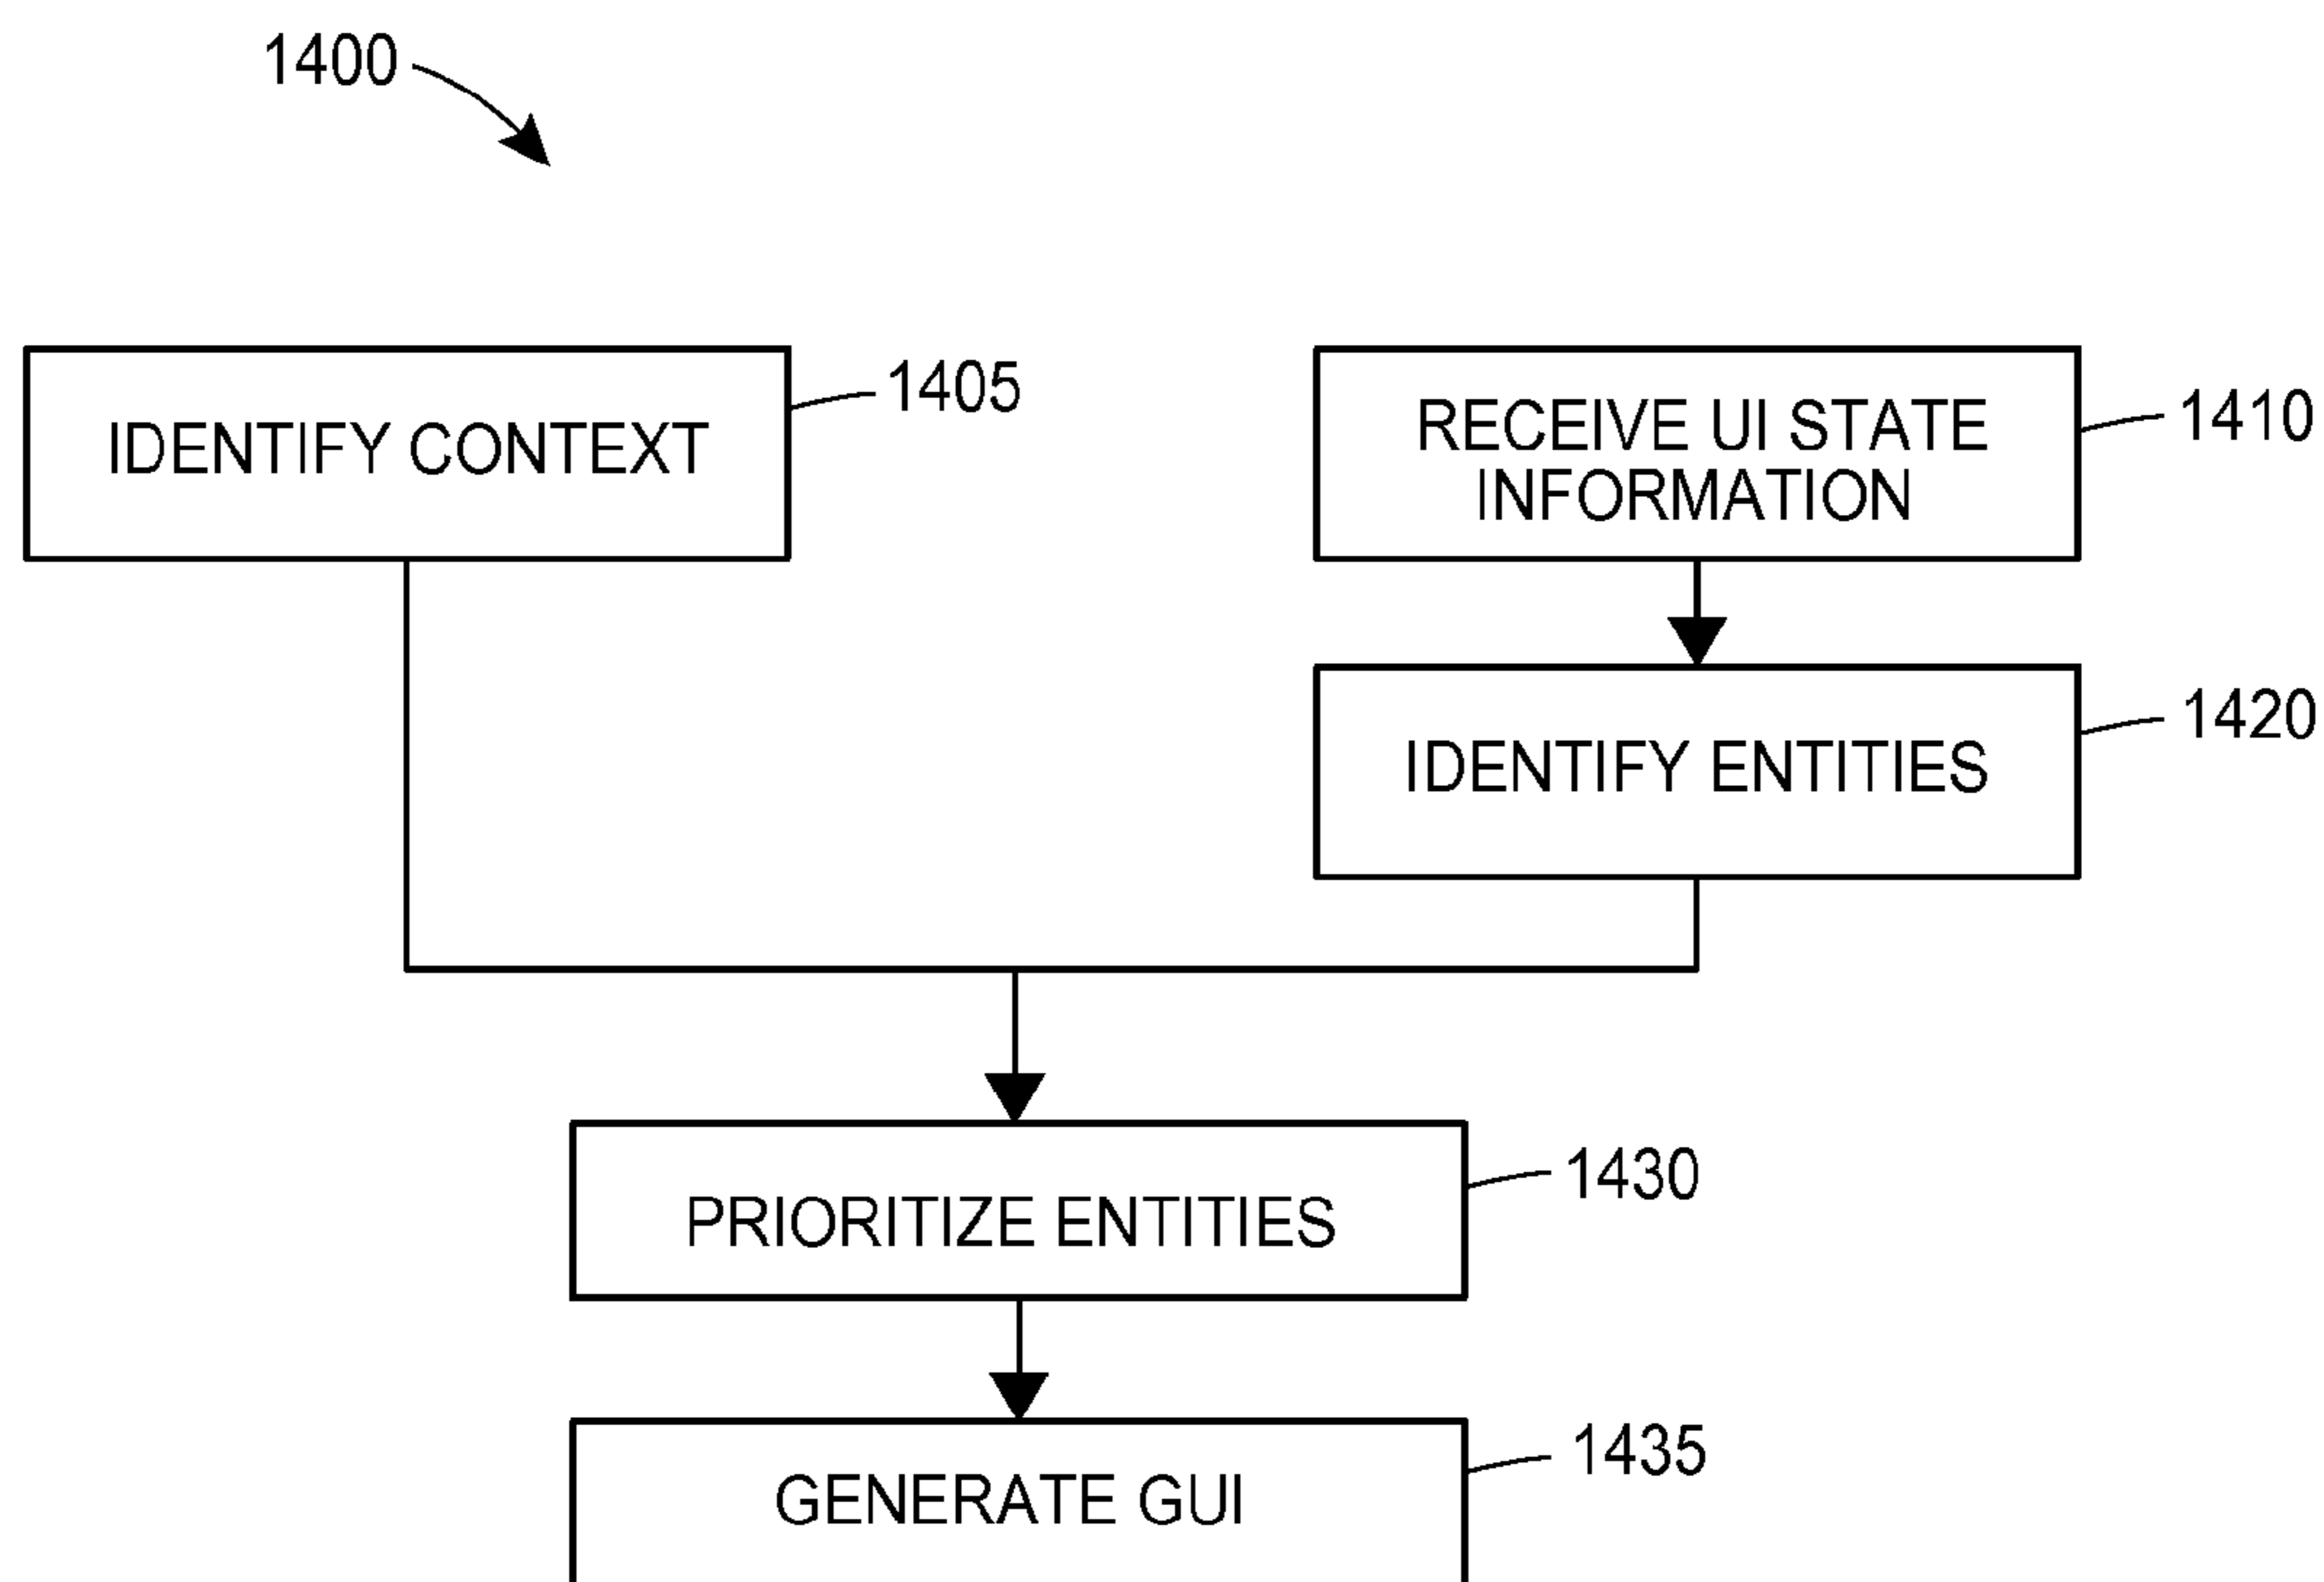 1400
IDENTIFY CONTEXT
1405
RECEIVE UI STATE
INFORMATION
1410
IDENTIFY ENTITIES
1420
PRIORITIZE ENTITIES
1430
GENERATE GUI
1435